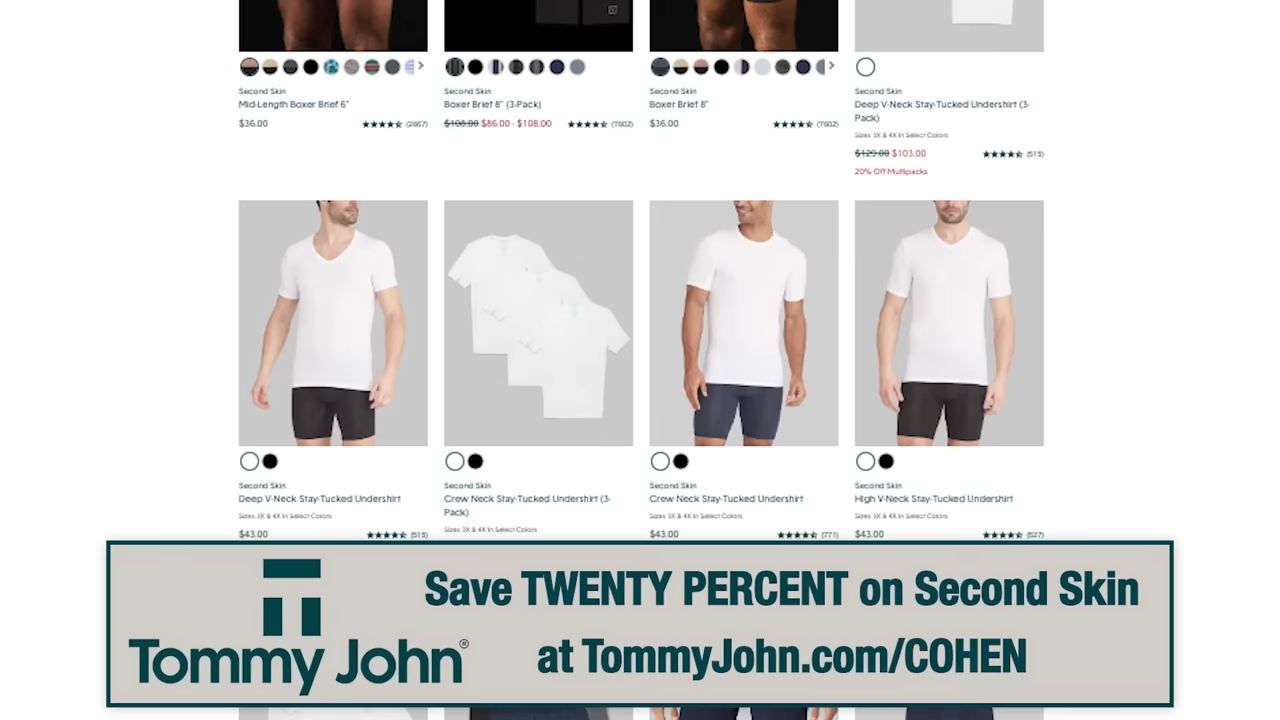 Second Skin
Mid-Length Boxer Brief 6"
$36.00 (2867)
Second Skin
Boxer Brief 8" (3-Pack)
$108.00 $86.00 - $108.00 (7602)
Second Skin
Boxer Brief 8"
$36.00 (7602)
Second Skin
Deep V-Neck Stay-Tucked Undershirt (3-
Pack)
Sizes 3X & 4X In Select Colors
$129.00 $103.00 (515)
20% Off Multipacks
Second Skin
Deep V-Neck Stay-Tucked Undershirt
Sizes 3X & 4X In Select Colors
$43.00 (515)
Second Skin
Crew Neck Stay-Tucked Undershirt (3-
Pack)
Sizes 3X & 4X In Select Colors
Second Skin
Crew Neck Stay-Tucked Undershirt
Sizes 3X & 4X In Select Colors
$43.00 (771)
Second Skin
High V-Neck Stay-Tucked Undershirt
Sizes 3X & 4X In Select Colors
$43.00 (527)
Tommy John®
Save TWENTY PERCENT on Second Skin
at TommyJohn.com/COHEN